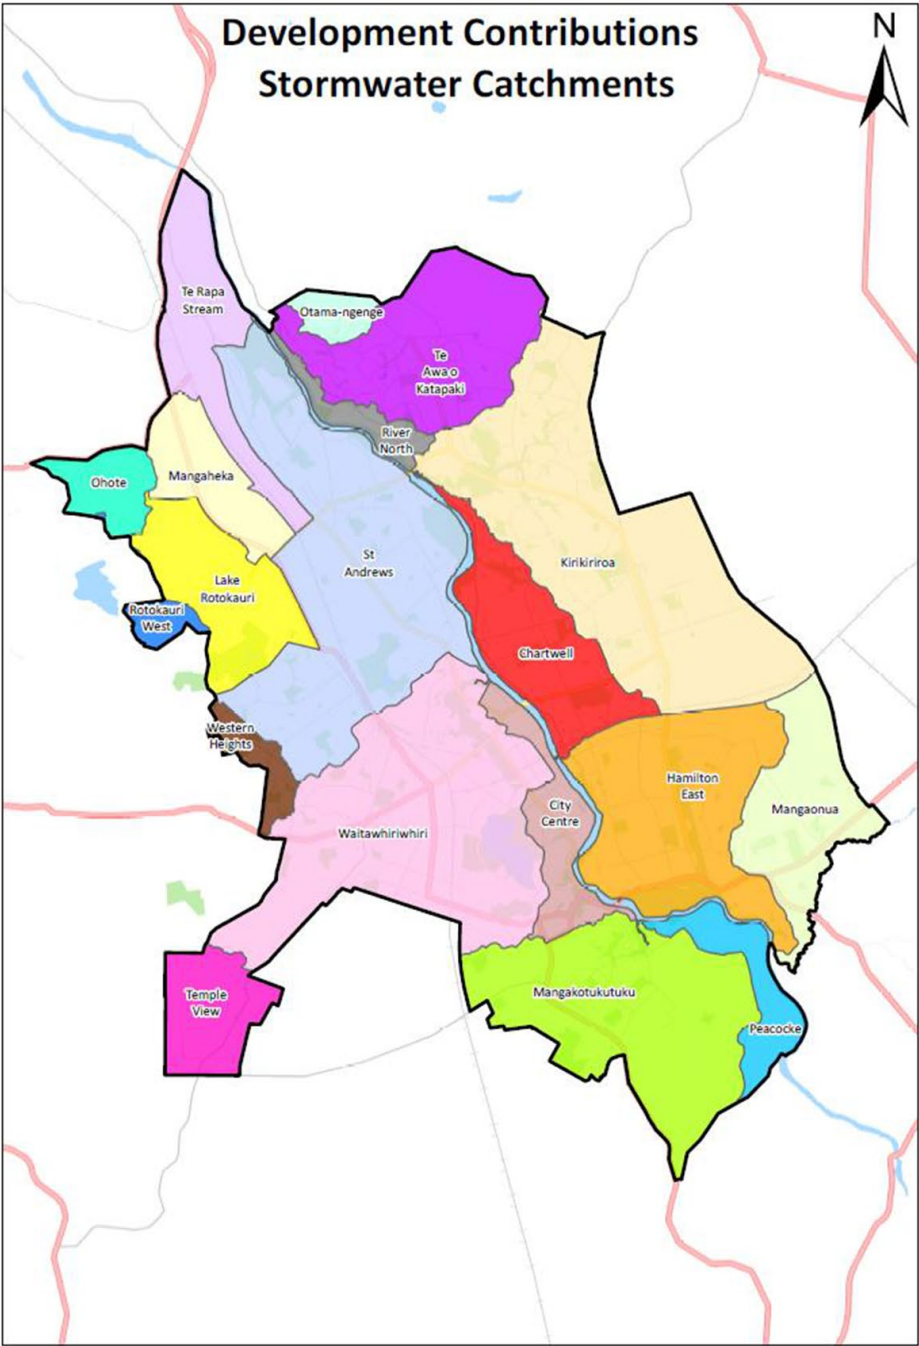 Development Contributions
Stormwater Catchments
N
Te Rapa
Stream
Otama-ngenge
Te
Awa o
Katapaki
River
North
Ohote
Mangaheka
St
Andrews
Kirikiriroa
Lake
Rotokauri
Rotokauri
West
Chartwell
Western
Heights
Hamilton
East
City
Centre
Mangaonua
Waitawhiriwhiri
Temple
View
Mangakotukutuku
Peacocke